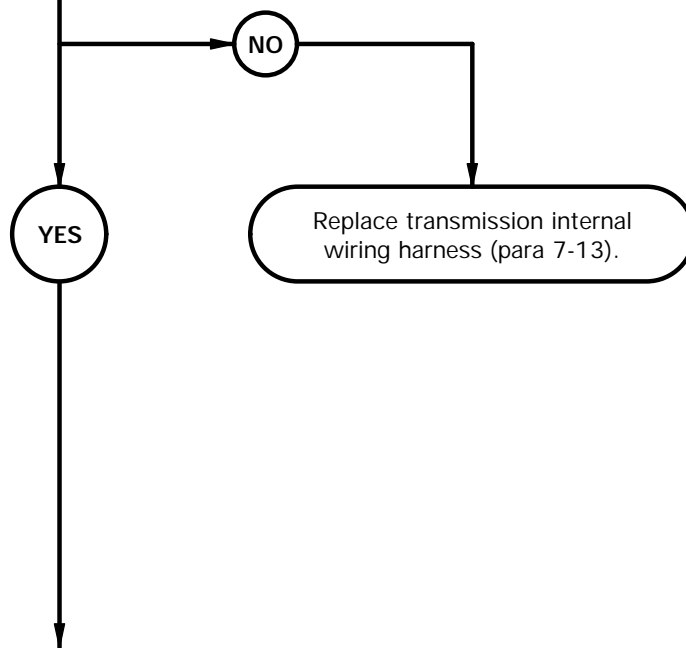 NO
YES
Replace transmission internal
wiring harness (para 7-13).